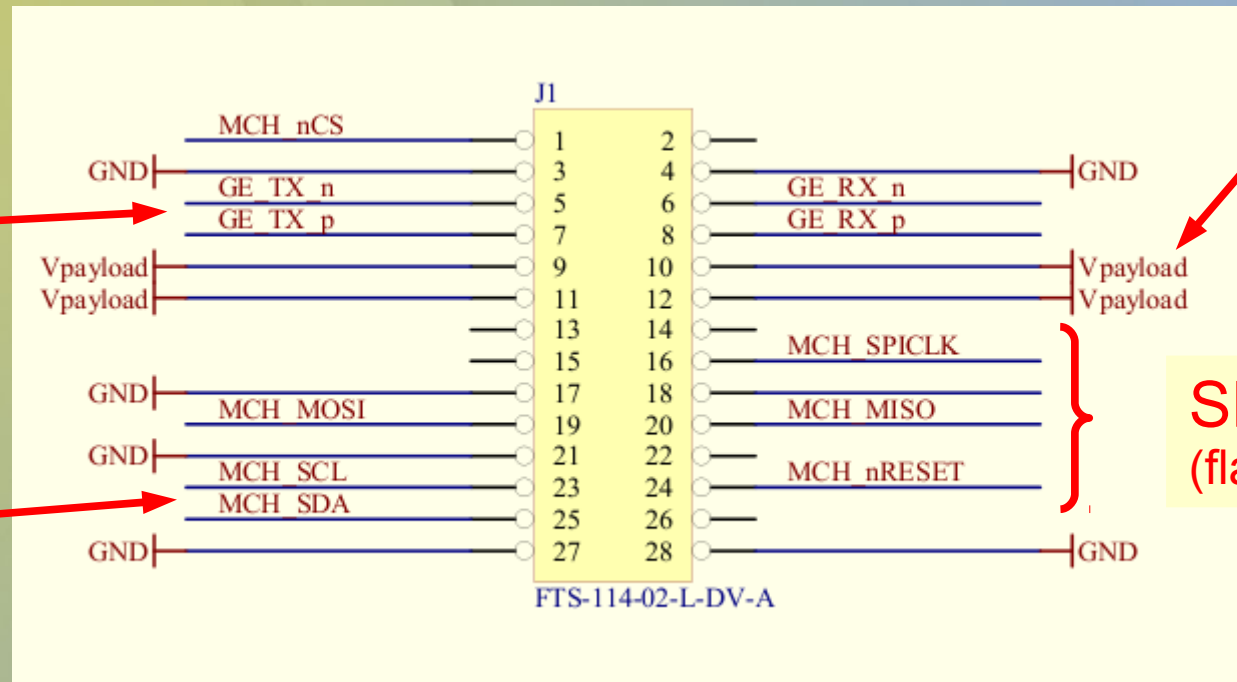 J1
MCH_nCS 1 2
GND 3 4 GND
GE_TX_n 5 6 GE_RX_n
GE_TX_p 7 8 GE_RX_p
Vpayload 9 10 Vpayload
Vpayload 11 12 Vpayload
13 14
15 16 MCH_SPICLK
GND 17 18
MCH_MOSI 19 20 MCH_MISO
GND 21 22
MCH_SCL 23 24 MCH_nRESET
MCH_SDA 25 26
GND 27 28 GND
FTS-114-02-L-DV-A